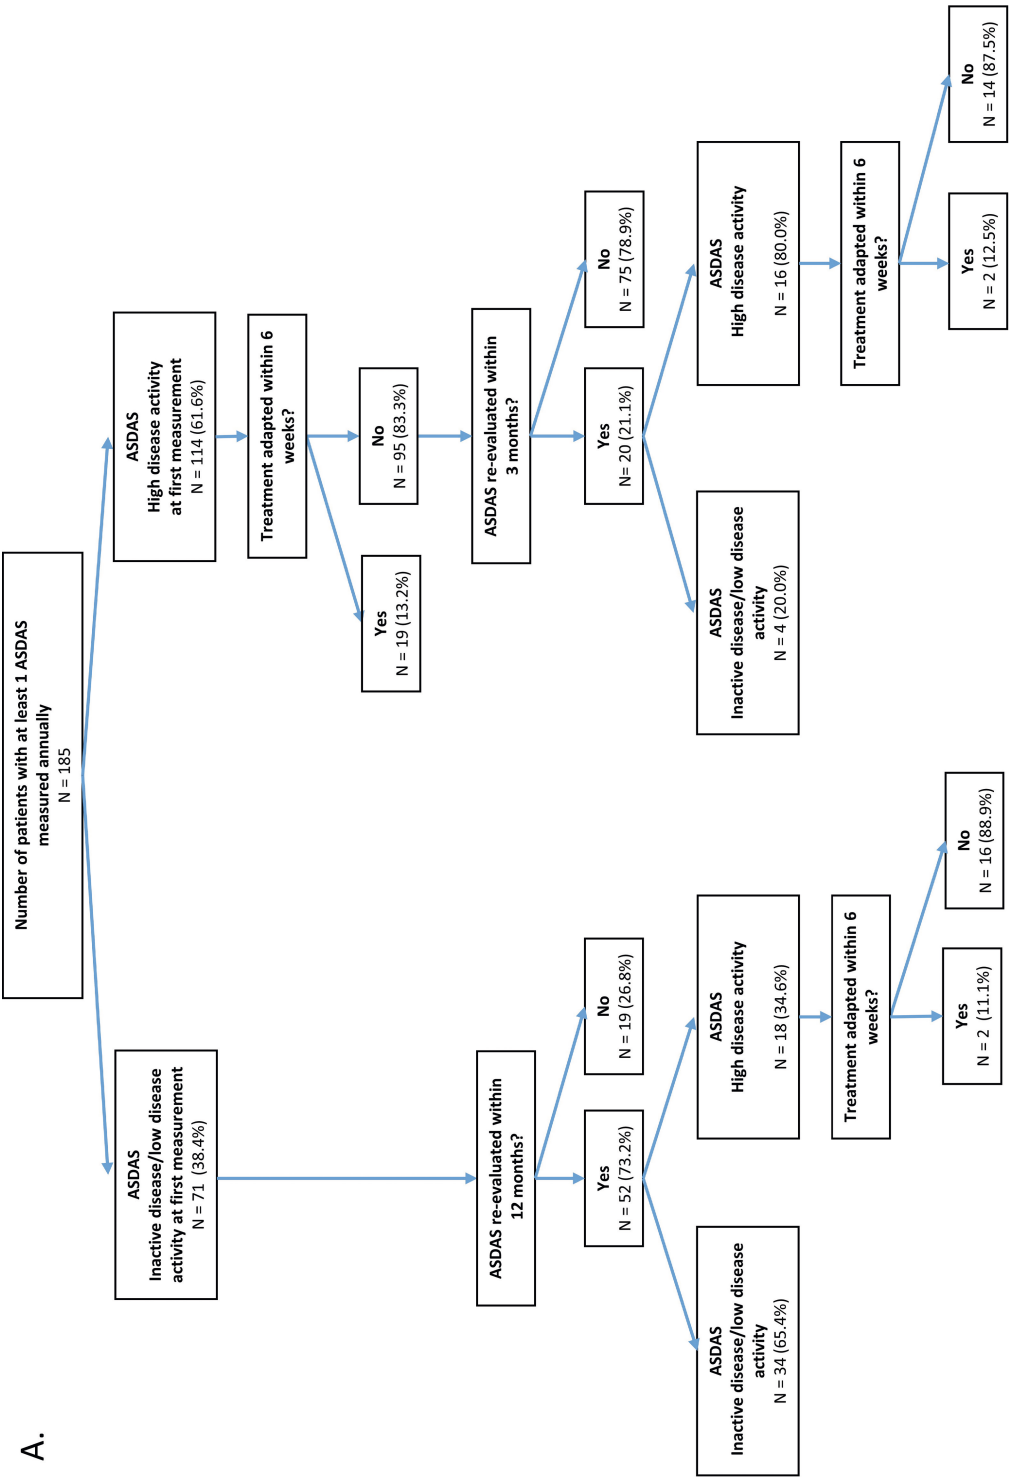 A.
Number of patients with at least 1 ASDAS
measured annually
N = 185
ASDAS
Inactive disease/low disease
activity at first measurement
N = 71 (38.4%)
ASDAS
High disease activity
at first measurement
N = 114 (61.6%)
Treatment adapted within 6
weeks?
Yes
N = 19 (13.2%)
No
N = 95 (83.3%)
ASDAS re-evaluated within
12 months?
ASDAS re-evaluated within
3 months?
Yes
N = 52 (73.2%)
No
N = 19 (26.8%)
Yes
N= 20 (21.1%)
No
N = 75 (78.9%)
ASDAS
Inactive disease/low disease
activity
N = 34 (65.4%)
ASDAS
High disease activity
N = 18 (34.6%)
ASDAS
Inactive disease/low disease
activity
N = 4 (20.0%)
ASDAS
High disease activity
N = 16 (80.0%)
Treatment adapted within 6
weeks?
Treatment adapted within 6
weeks?
Yes
N = 2 (11.1%)
No
N = 16 (88.9%)
Yes
N = 2 (12.5%)
No
N = 14 (87.5%)